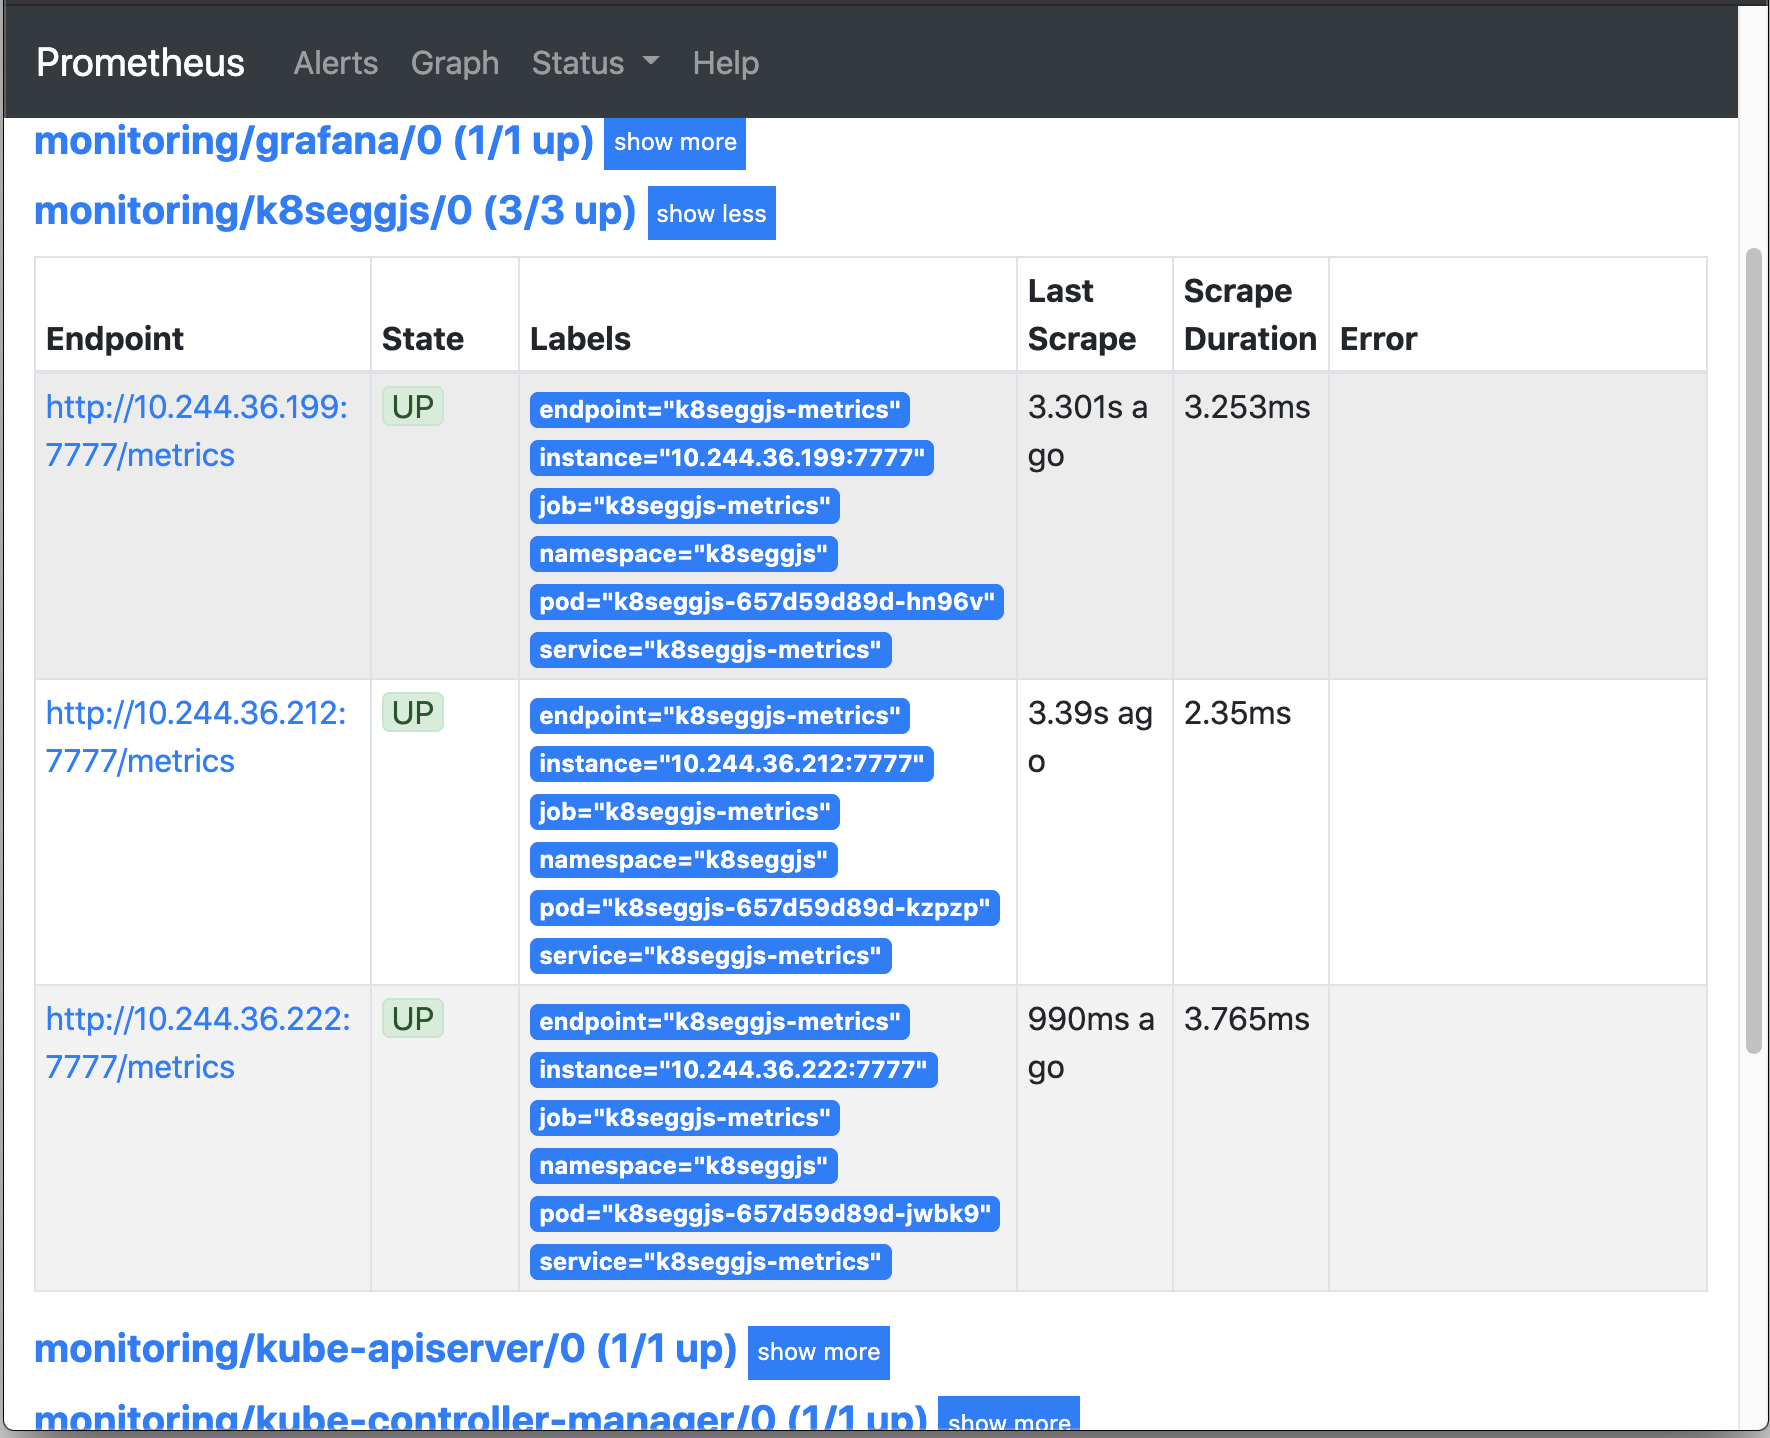 Prometheus Alerts Graph Status Help
monitoring/grafana/0 (1/1 up) show more
monitoring/k8seggjs/0 (3/3 up) show less
Endpoint State Labels Last Scrape Scrape Duration Error
http://10.244.36.199: UP endpoint="k8seggjs-metrics" 3.301s a 3.253ms
7777/metrics instance="10.244.36.199:7777" go
job="k8seggjs-metrics"
namespace="k8seggjs"
pod="k8seggjs-657d59d89d-hn96v"
service="k8seggjs-metrics"
http://10.244.36.212: UP endpoint="k8seggjs-metrics" 3.39s ag 2.35ms
7777/metrics instance="10.244.36.212:7777" o
job="k8seggjs-metrics"
namespace="k8seggjs"
pod="k8seggjs-657d59d89d-kzpzp"
service="k8seggjs-metrics"
http://10.244.36.222: UP endpoint="k8seggjs-metrics" 990ms a 3.765ms
7777/metrics instance="10.244.36.222:7777" go
job="k8seggjs-metrics"
namespace="k8seggjs"
pod="k8seggjs-657d59d89d-jwbk9"
service="k8seggjs-metrics"
monitoring/kube-apiserver/0 (1/1 up) show more
monitoring/kube-controller-manager/0 (1/1 up) show more